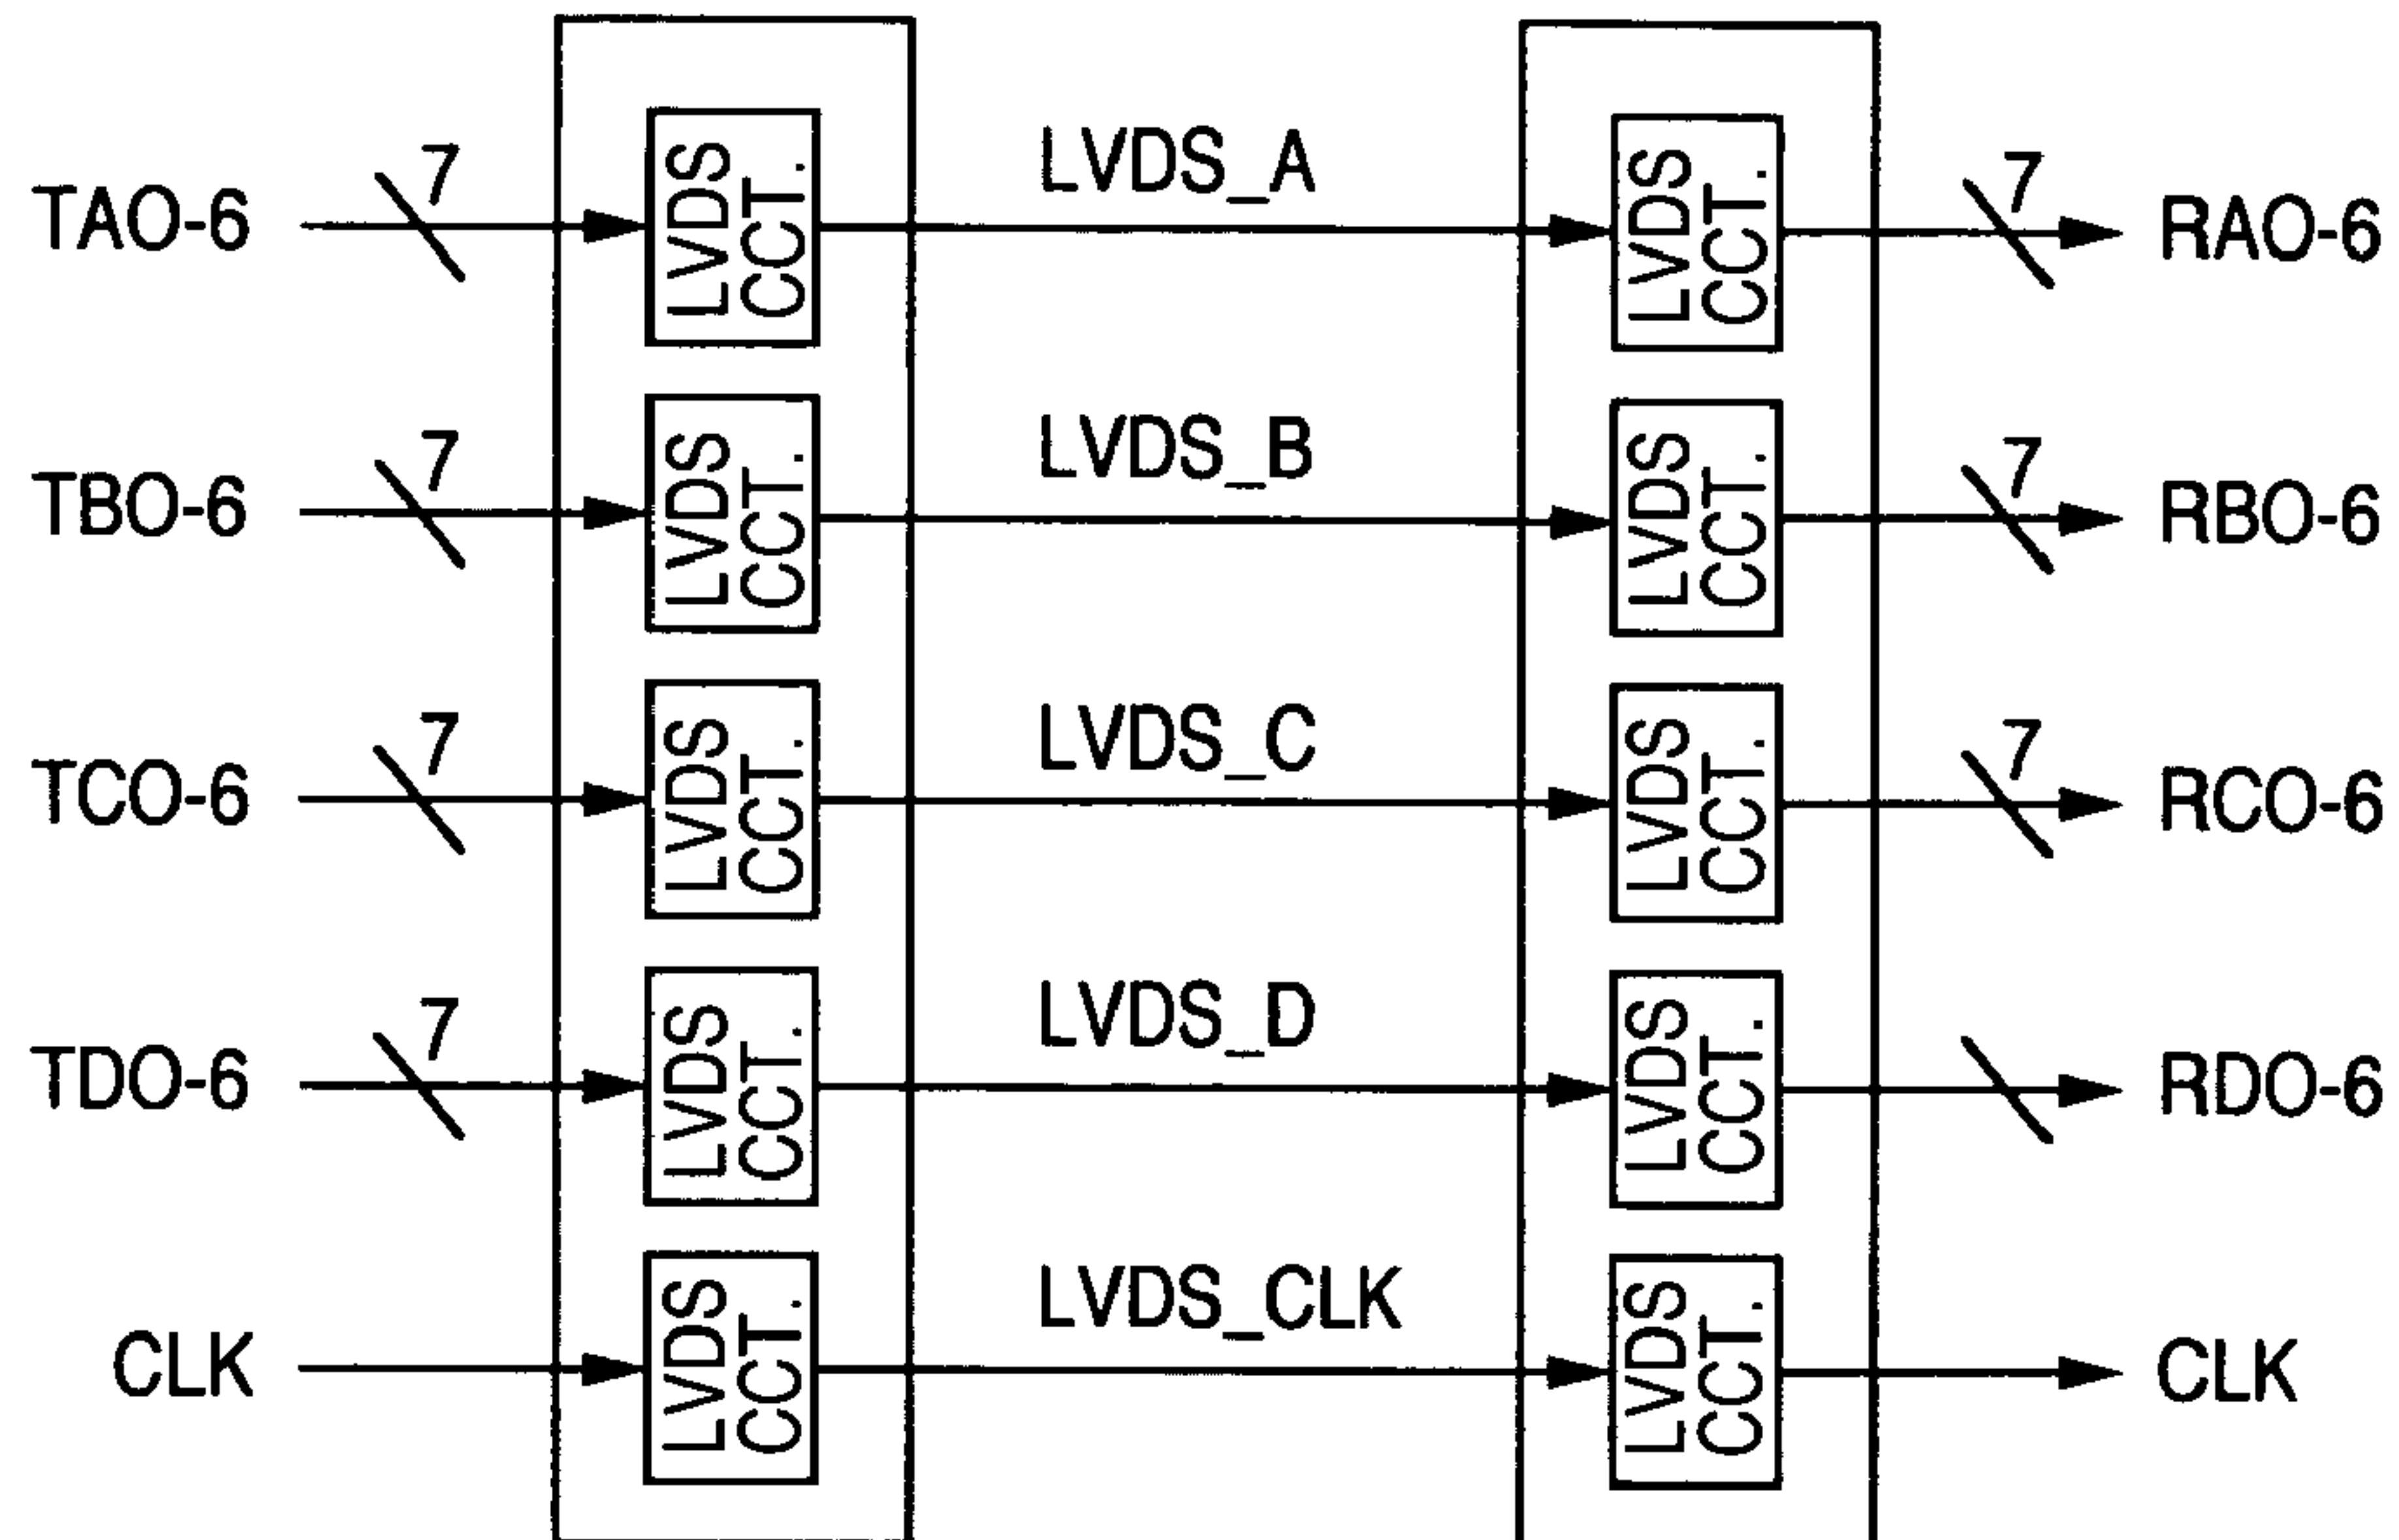 TAO-6
7
LVDS
CCT.
LVDS_A
LVDS
CCT.
7
RAO-6
TBO-6
7
LVDS
CCT.
LVDS_B
LVDS
CCT.
7
RBO-6
TCO-6
7
LVDS
CCT.
LVDS_C
LVDS
CCT.
7
RCO-6
TDO-6
7
LVDS
CCT.
LVDS_D
LVDS
CCT.
RDO-6
CLK
LVDS
CCT.
LVDS_CLK
LVDS
CCT.
CLK